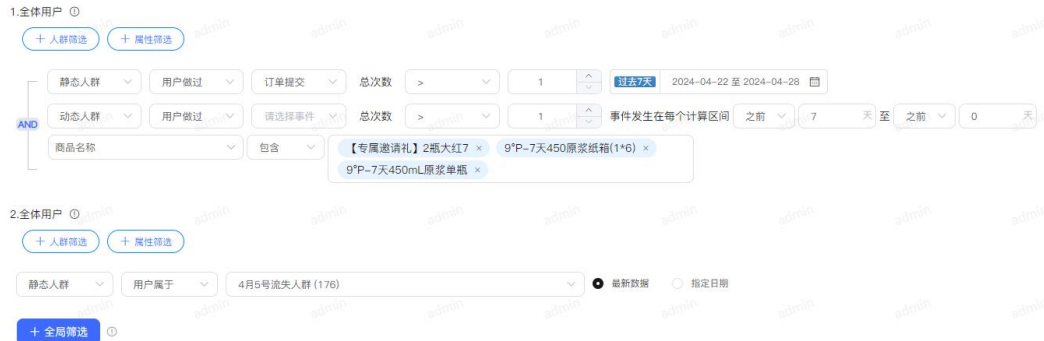 1.全体用户
+ 人群筛选 + 属性筛选
静态人群 用户做过 订单提交 总次数 > 1 过去7天 2024-04-22 至 2024-04-28
AND
动态人群 用户做过 请选择事件 总次数 > 1 事件发生在每个计算区间 之前 7 天 至 之前 0 天
商品名称 包含 【专属邀请礼】2瓶大红7 × 9°P-7天450原浆纸箱(1*6) ×
9°P-7天450mL原浆单瓶 ×
2.全体用户
+ 人群筛选 + 属性筛选
静态人群 用户属于 4月5号流失人群 (176) 最新数据 指定日期
+ 全局筛选
admin